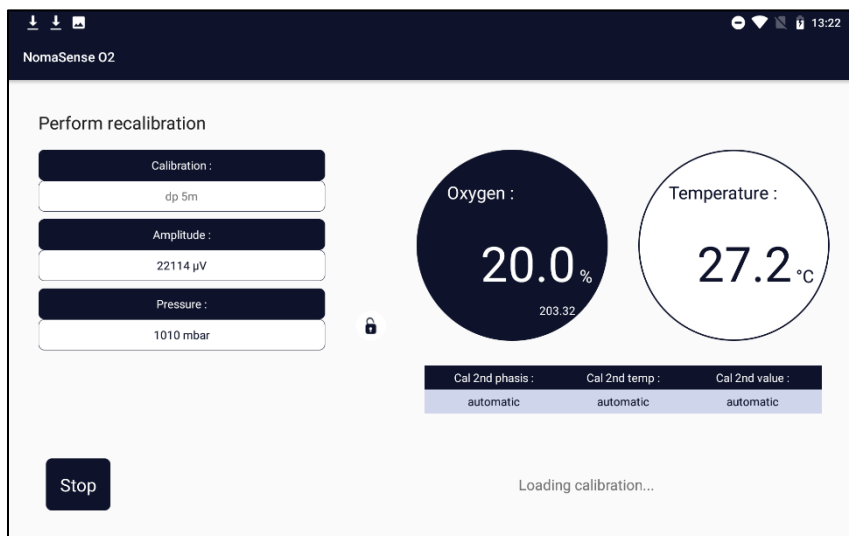 13:22
NomaSense O2
Perform recalibration
Calibration :
dp 5m
Amplitude :
22114 µV
Pressure :
1010 mbar
Oxygen :
20.0 %
203.32
Temperature :
27.2 °C
Cal 2nd phasis : Cal 2nd temp : Cal 2nd value :
automatic automatic automatic
Stop
Loading calibration...